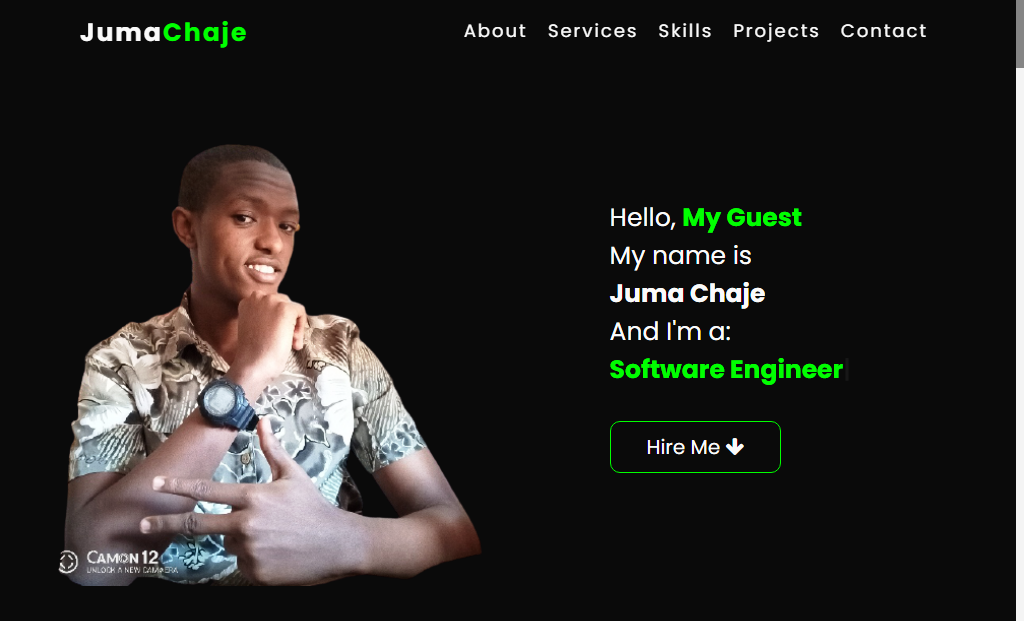 JumaChaje
About Services Skills Projects Contact
Hello, My Guest
My name is
Juma Chaje
And I'm a:
Software Engineer
Hire Me
CAMON 12
UNLOCK A NEW CAMERA